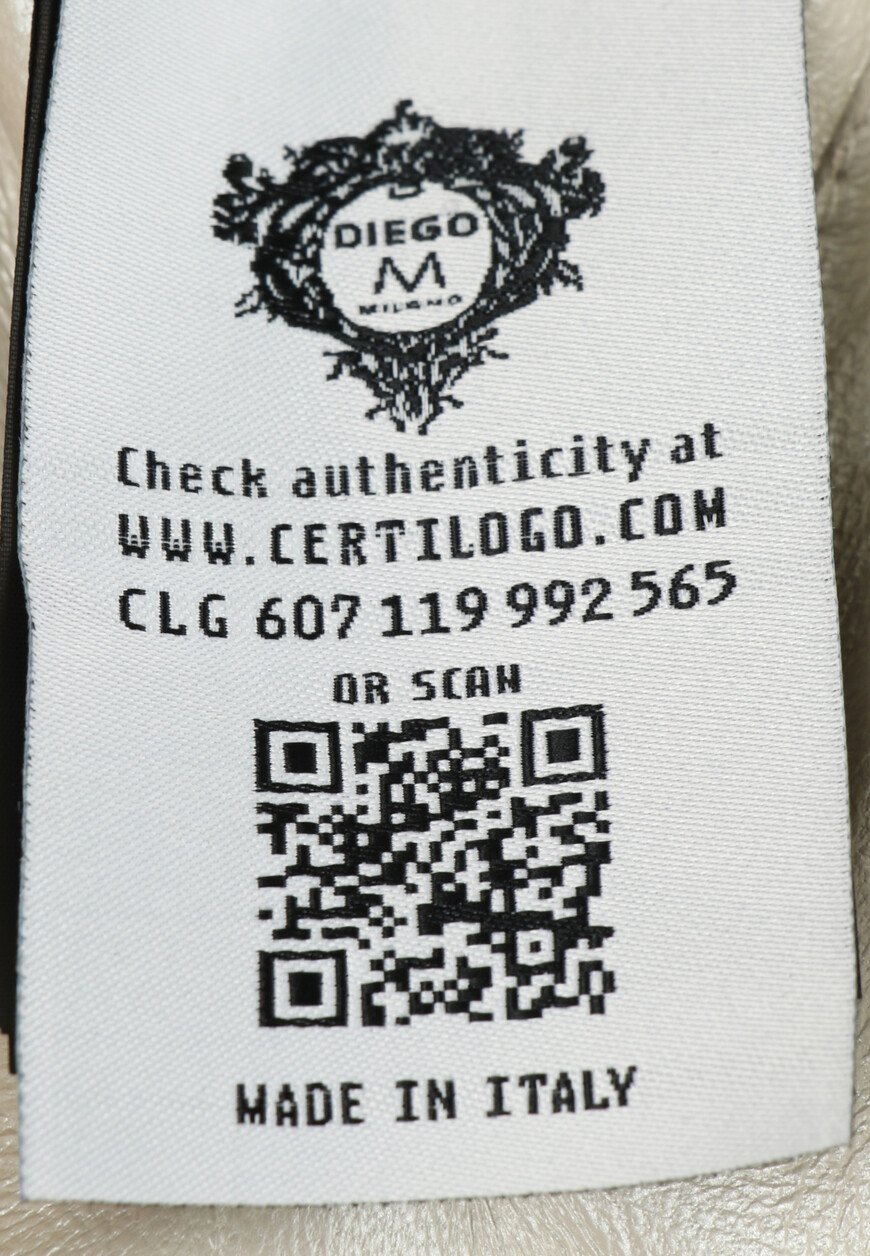 DIEGO
M
MILANO
Check authenticity at
WWW.CERTILOGO.COM
CLG 607 119 992 565
OR SCAN
MADE IN ITALY